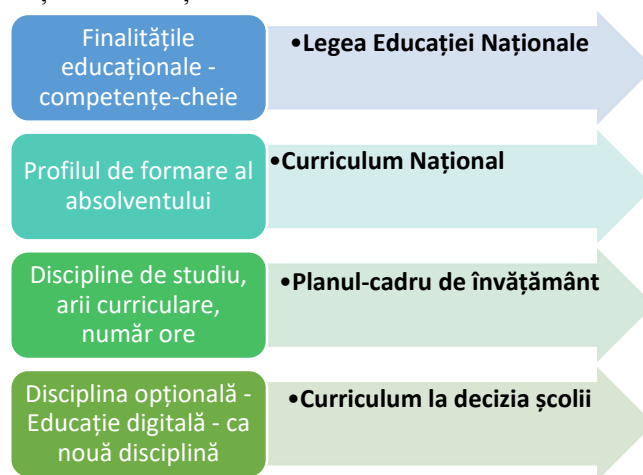 Finalitățile
educaționale -
competențe-cheie
•Legea Educației Naționale
Profilul de formare al
absolventului
•Curriculum Național
Discipline de studiu,
arii curriculare,
număr ore
•Planul-cadru de învățământ
Disciplina opțională -
Educație digitală - ca
nouă disciplină
•Curriculum la decizia școlii